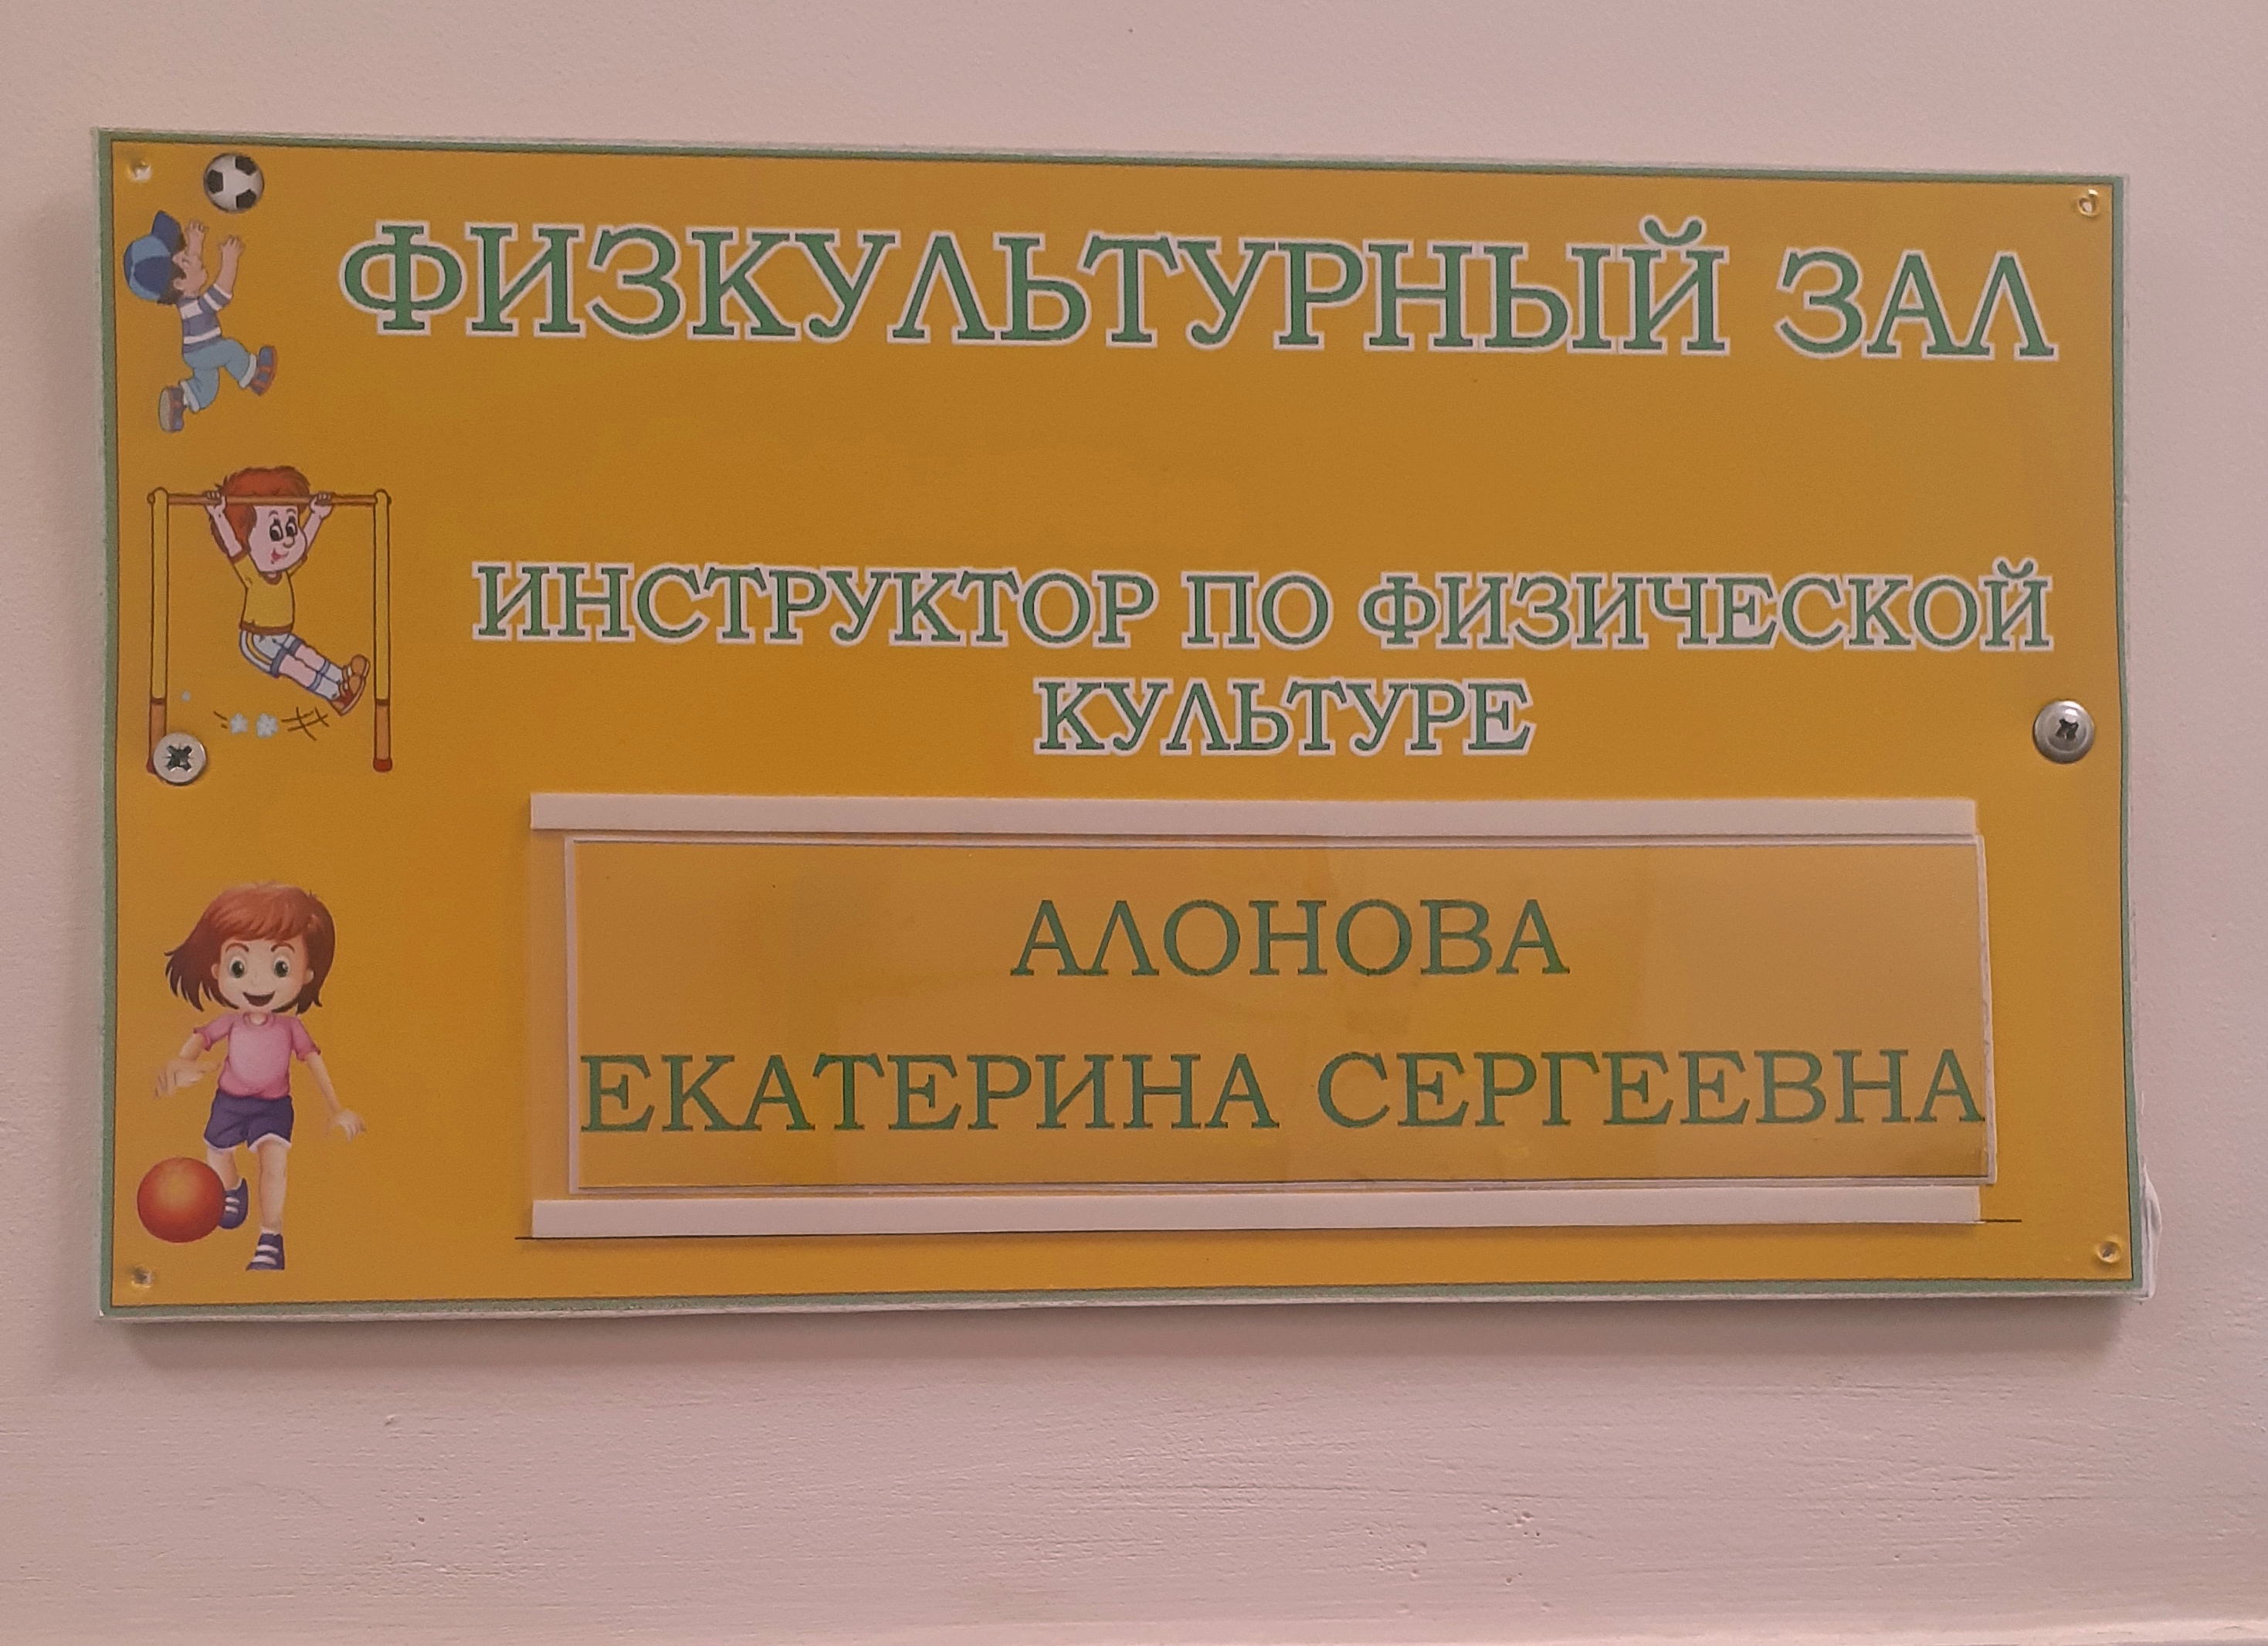 ФИЗКУЛЬТУРНЫЙ ЗАЛ
ИНСТРУКТОР ПО ФИЗИЧЕСКОЙ
КУЛЬТУРЕ
АЛОНОВА
ЕКАТЕРИНА СЕРГЕЕВНА